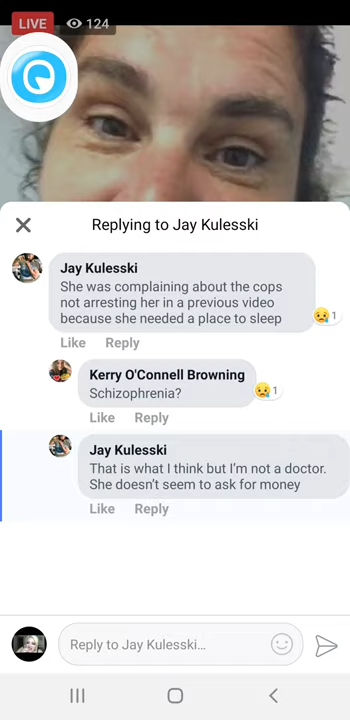 LIVE 124
Replying to Jay Kulesski
Jay Kulesski
She was complaining about the cops
not arresting her in a previous video
because she needed a place to sleep
1
Like Reply
Kerry O'Connell Browning
Schizophrenia?
1
Like Reply
Jay Kulesski
That is what I think but I'm not a doctor.
She doesn't seem to ask for money
Like Reply
Reply to Jay Kulesski...